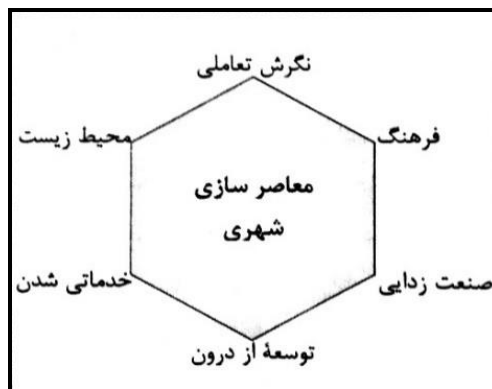 نگرش تعاملی
محیط زیست
فرهنگ
معاصر سازی
شهری
خدماتی شدن
صنعت زدایی
توسعهٔ از درون